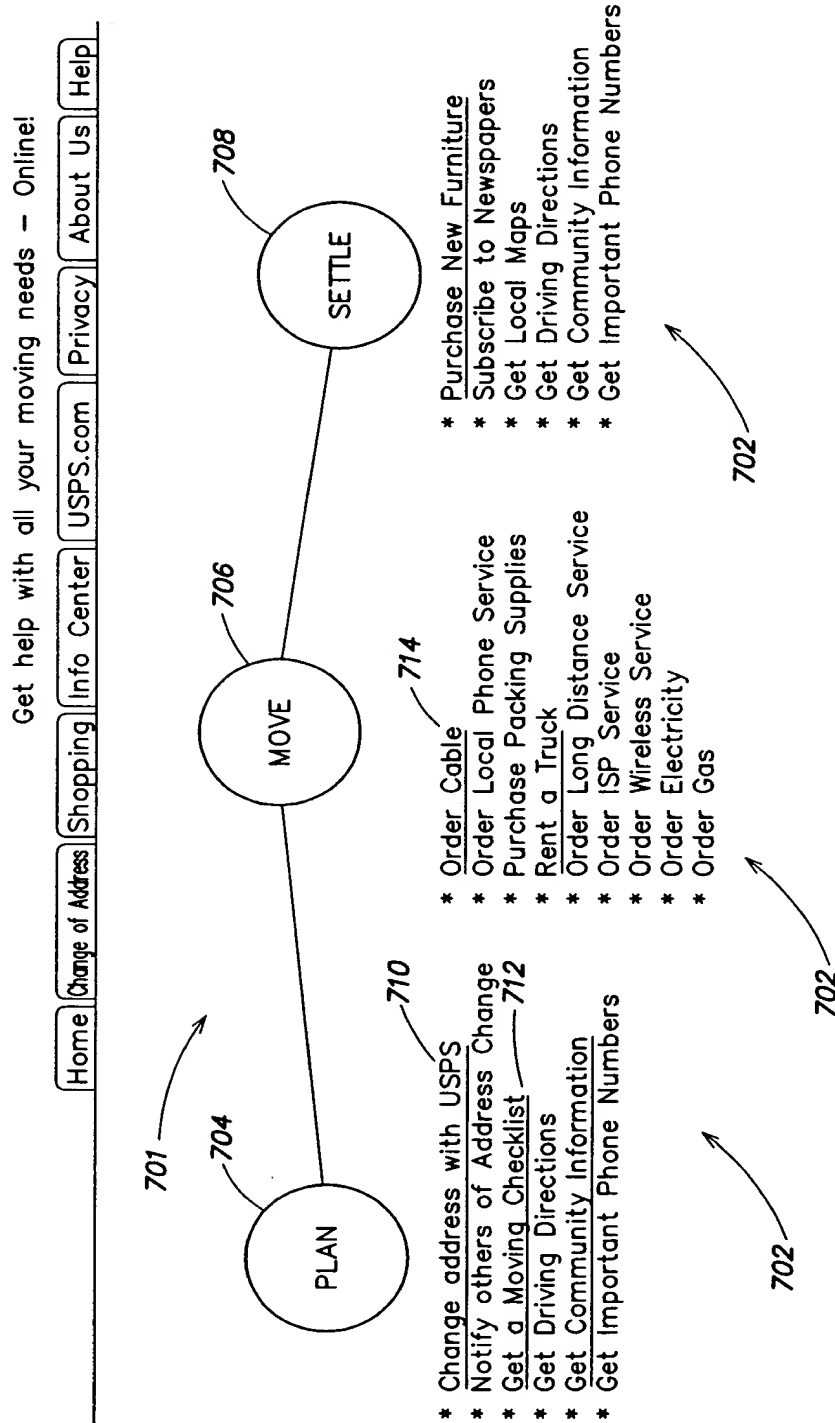 Get help with all your moving needs – Online!
Home Change of Address Shopping Info Center USPS.com Privacy About Us Help
701
704
PLAN
706
MOVE
708
SETTLE
* Change address with USPS 710
* Notify others of Address Change
* Get a Moving Checklist 712
* Get Driving Directions
* Get Community Information
* Get Important Phone Numbers
702
* Order Cable 714
* Order Local Phone Service
* Purchase Packing Supplies
* Rent a Truck
* Order Long Distance Service
* Order ISP Service
* Order Wireless Service
* Order Electricity
* Order Gas
702
* Purchase New Furniture
* Subscribe to Newspapers
* Get Local Maps
* Get Driving Directions
* Get Community Information
* Get Important Phone Numbers
702